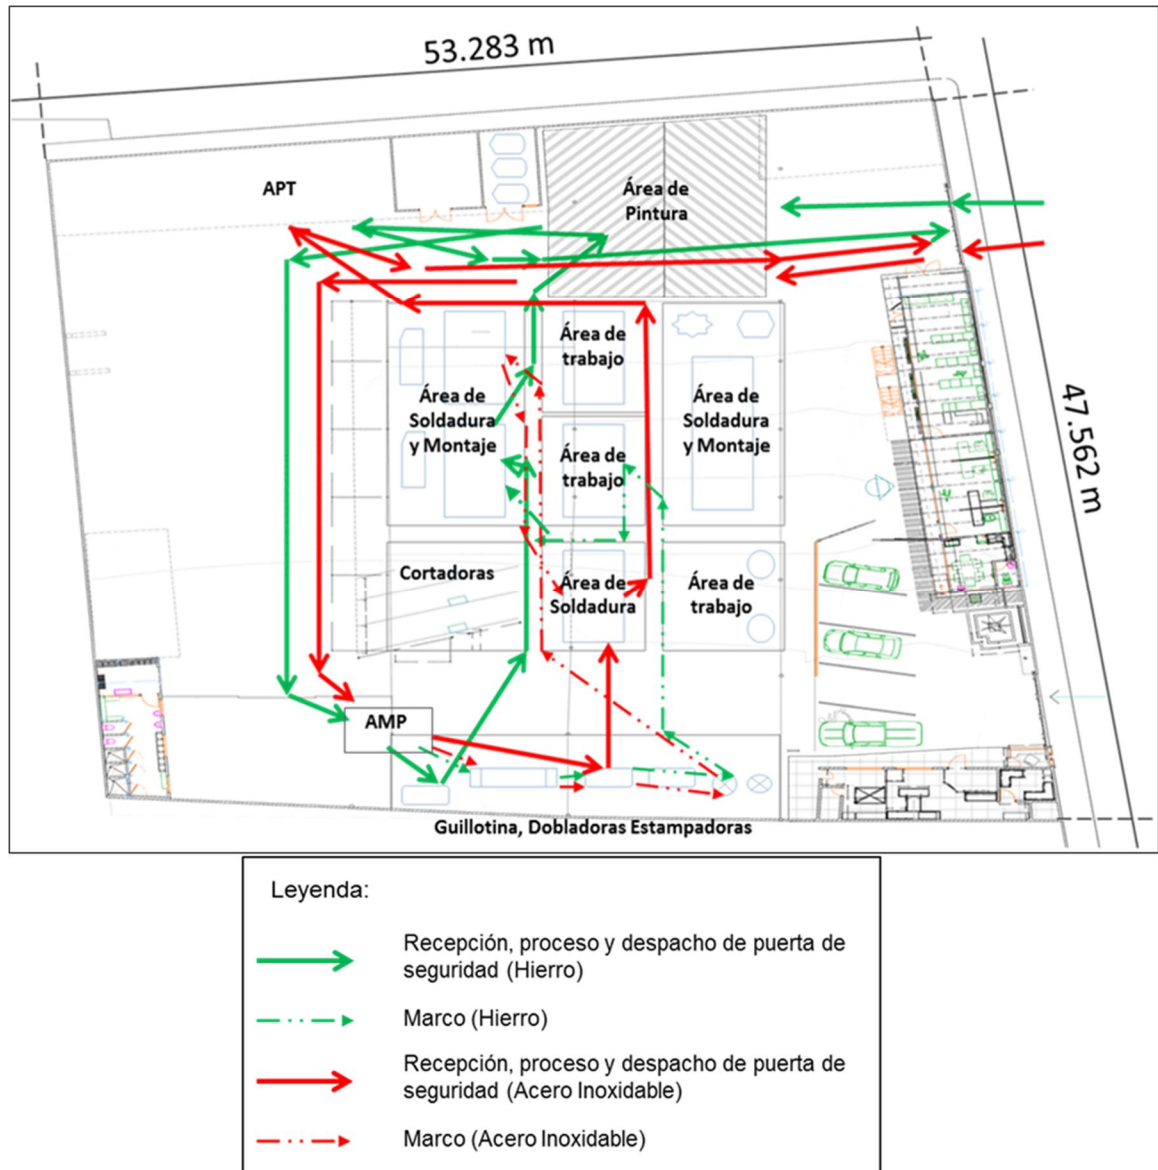 53.283 m
APT
Área de
Pintura
47.562 m
Área de
trabajo
Área de
Soldadura
y Montaje
Área de
Soldadura
y Montaje
Área de
trabajo
Cortadoras
Área de
Soldadura
Área de
trabajo
AMP
Guillotina, Dobladoras Estampadoras
Leyenda:
Recepción, proceso y despacho de puerta de
seguridad (Hierro)
Marco (Hierro)
Recepción, proceso y despacho de puerta de
seguridad (Acero Inoxidable)
Marco (Acero Inoxidable)